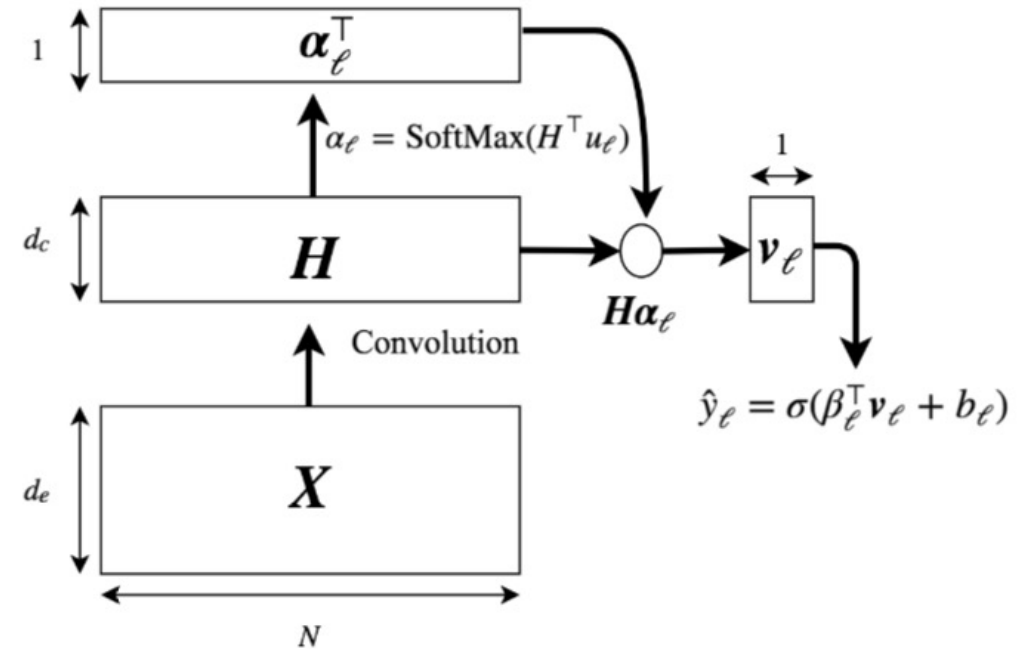 1
α_ℓ^⊤
α_ℓ = SoftMax(H^⊤ u_ℓ)
1
d_c
H
v_ℓ
Hα_ℓ
Convolution
ŷ_ℓ = σ(β_ℓ^⊤ v_ℓ + b_ℓ)
d_e
X
N